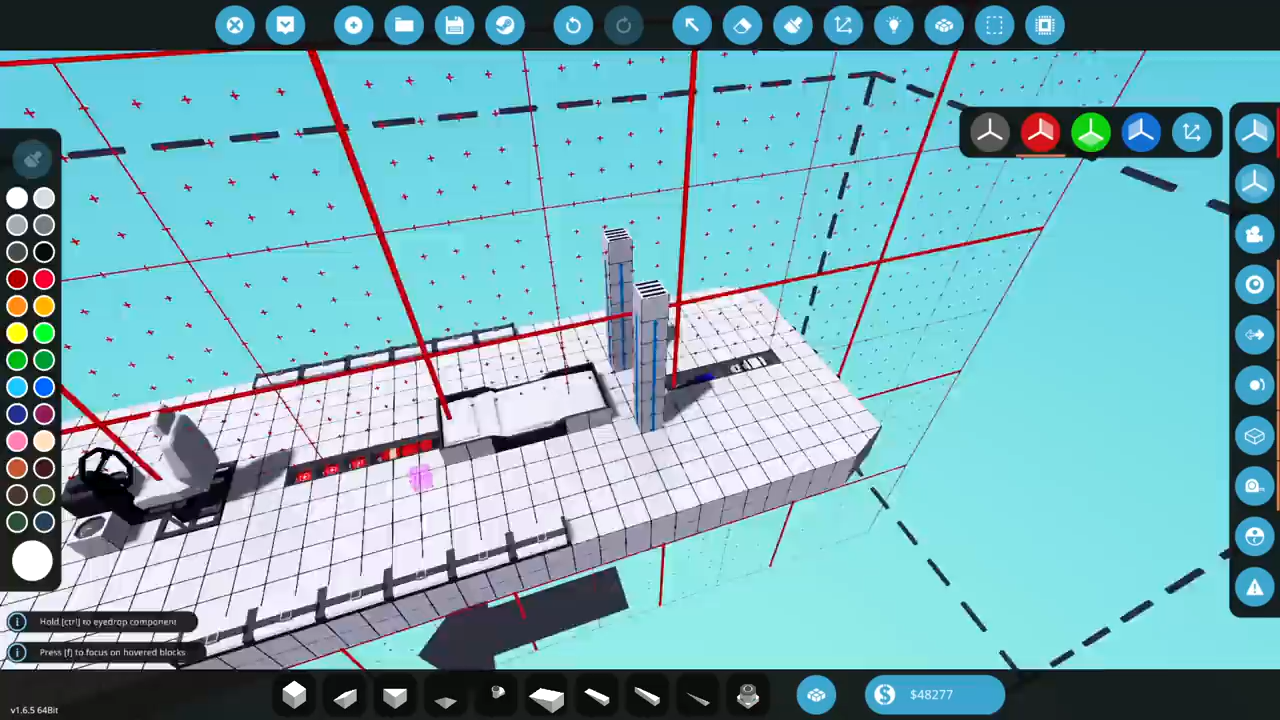 Hold [ctrl] to eyedrop component
Press [f] to focus on hovered blocks
$48277
v1.6.5 64Bit